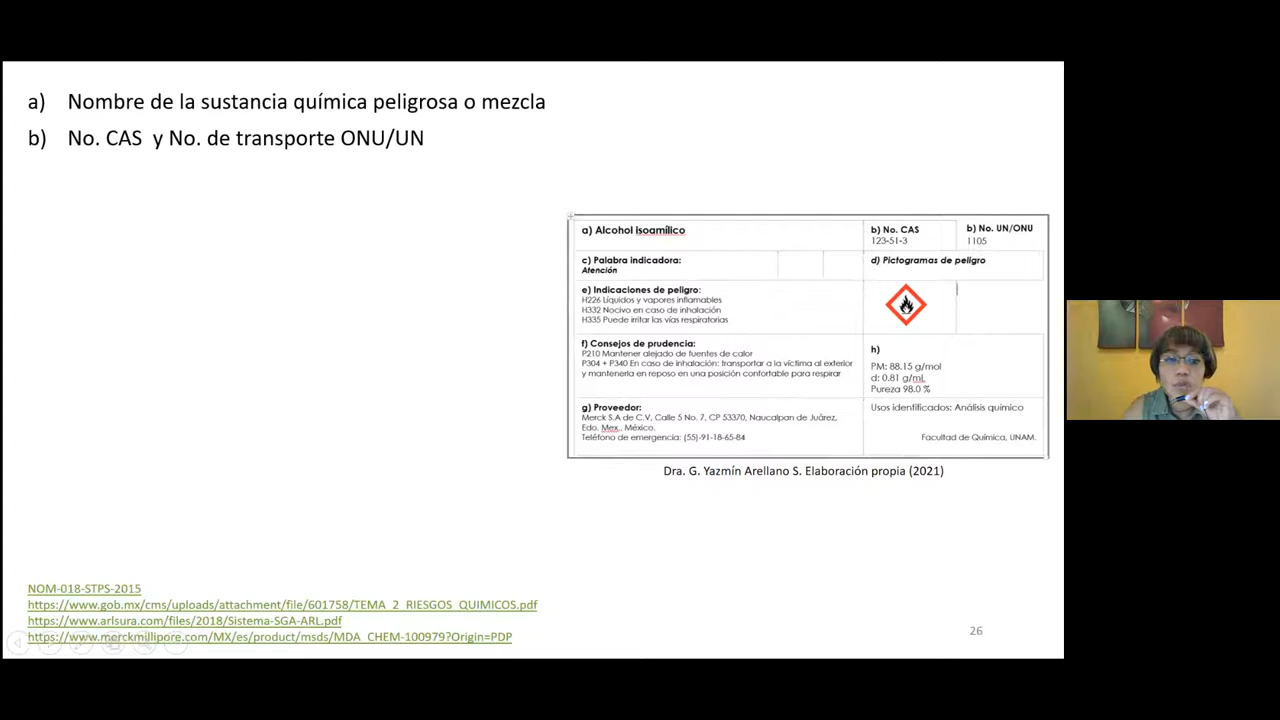 a) Nombre de la sustancia química peligrosa o mezcla
b) No. CAS y No. de transporte ONU/UN
a) Alcohol isoamílico
b) No. CAS
123-51-3
b) No. UN/ONU
1105
c) Palabra indicadora:
Atención
d) Pictogramas de peligro
e) Indicaciones de peligro:
H226 Líquidos y vapores inflamables
H332 Nocivo en caso de inhalación
H335 Puede irritar las vías respiratorias
f) Consejos de prudencia:
P210 Mantener alejado de fuentes de calor
P304 + P340 En caso de inhalación: transportar a la víctima al exterior
y mantenerla en reposo en una posición confortable para respirar
h)
PM: 88.15 g/mol
d: 0.81 g/mL
Pureza 98.0 %
g) Proveedor:
Merck S.A de C.V, Calle 5 No. 7, CP 53370, Naucalpan de Juárez,
Edo. Mex., México.
Teléfono de emergencia: (55)-91-18-65-84
Usos identificados: Análisis químico
Facultad de Química, UNAM.
Dra. G. Yazmín Arellano S. Elaboración propia (2021)
NOM-018-STPS-2015
https://www.gob.mx/cms/uploads/attachment/file/601758/TEMA_2_RIESGOS_QUIMICOS.pdf
https://www.arlsura.com/files/2018/Sistema-SGA-ARL.pdf
https://www.merckmillipore.com/MX/es/product/msds/MDA_CHEM-100979?Origin=PDP
26